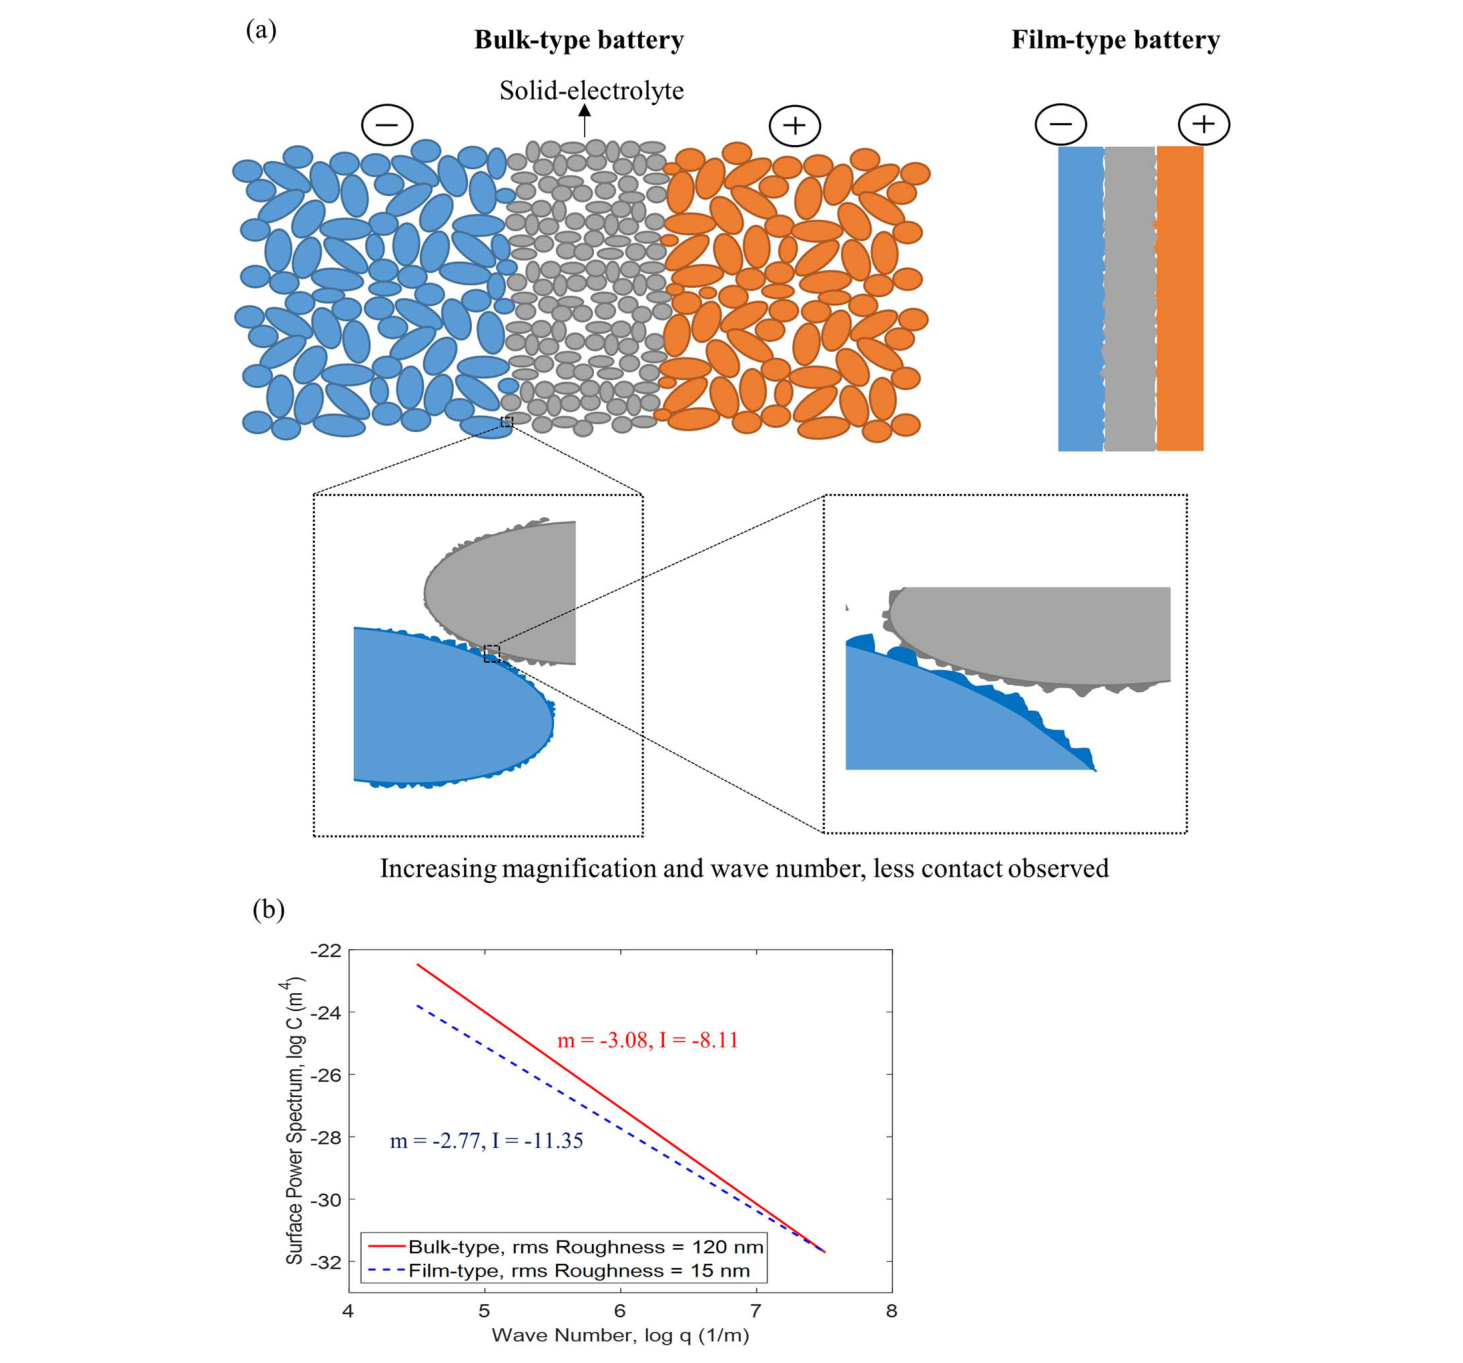 (a)
Bulk-type battery
Film-type battery
Solid-electrolyte
− + − +
Increasing magnification and wave number, less contact observed
(b)
Surface Power Spectrum, log C (m⁴)
-22
-24
-26
-28
-30
-32
m = -3.08, I = -8.11
m = -2.77, I = -11.35
Bulk-type, rms Roughness = 120 nm
Film-type, rms Roughness = 15 nm
4 5 6 7 8
Wave Number, log q (1/m)